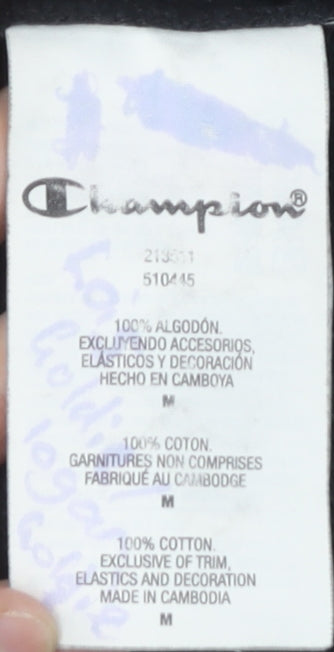 Champion®
510445
100% ALGODÓN.
EXCLUYENDO ACCESORIOS,
ELÁSTICOS Y DECORACIÓN
HECHO EN CAMBOYA
M
100% COTON.
GARNITURES NON COMPRISES
FABRIQUÉ AU CAMBODGE
M
100% COTTON.
EXCLUSIVE OF TRIM,
ELASTICS AND DECORATION
MADE IN CAMBODIA
M